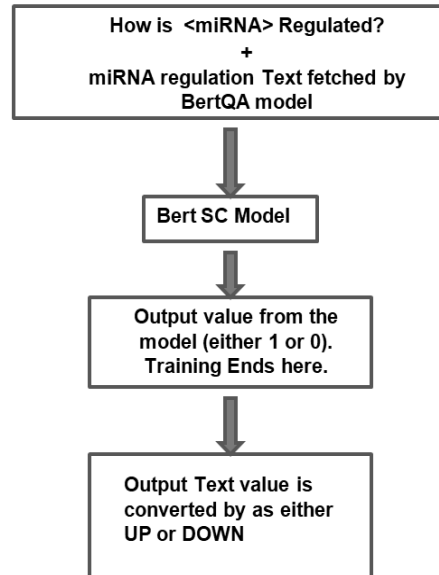 How is <miRNA> Regulated?
+
miRNA regulation Text fetched by
BertQA model
Bert SC Model
Output value from the
model (either 1 or 0).
Training Ends here.
Output Text value is
converted by as either
UP or DOWN